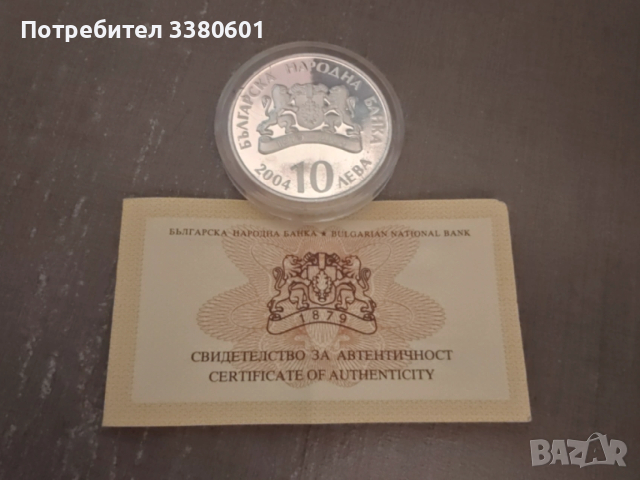 Потребител 3380601
БЪЛГАРСКА НАРОДНА БАНКА
2004 10 ЛЕВА
БЪЛГАРСКА НАРОДНА БАНКА ★ BULGARIAN NATIONAL BANK
1879
СВИДЕТЕЛСТВО ЗА АВТЕНТИЧНОСТ
CERTIFICATE OF AUTHENTICITY
BAZAR